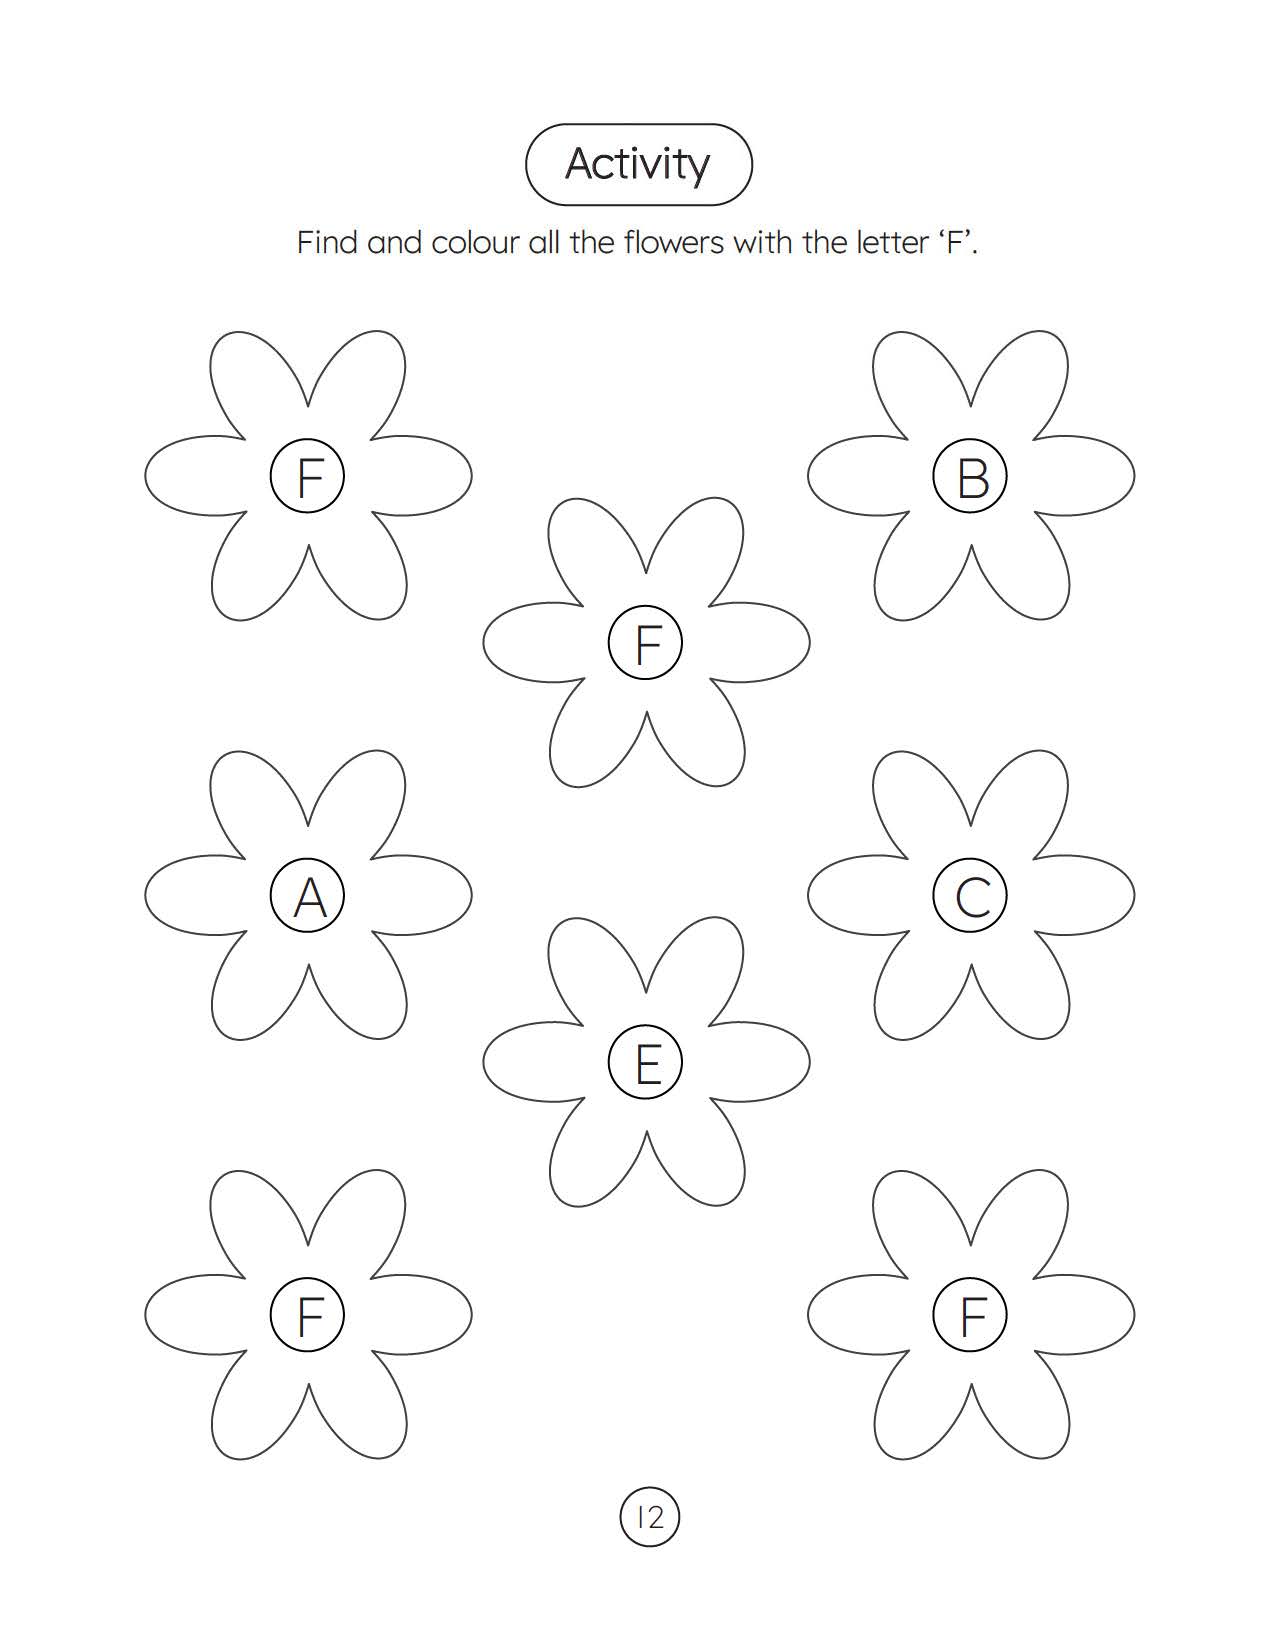 Activity
Find and colour all the flowers with the letter ‘F’.
F
B
F
A
C
E
F
F
12